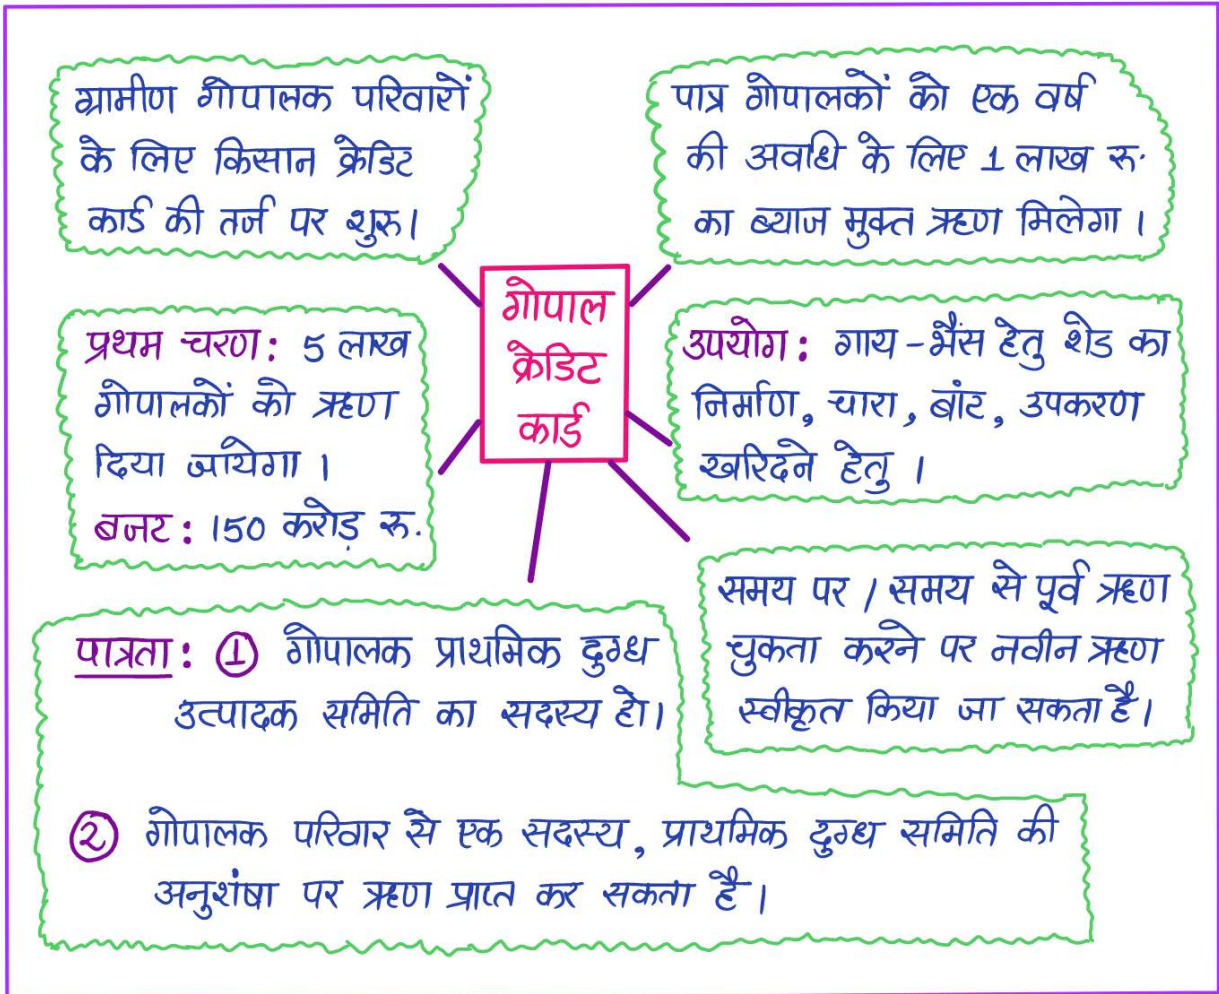 ग्रामीण गोपालक परिवारों
के लिए किसान क्रेडिट
कार्ड की तर्ज पर शुरू।
पात्र गोपालकों को एक वर्ष
की अवधि के लिए 1 लाख रू.
का ब्याज मुक्त ऋण मिलेगा।
गोपाल
क्रेडिट
कार्ड
प्रथम चरण: 5 लाख
गोपालकों को ऋण
दिया जायेगा।
बजट: 150 करोड़ रू.
उपयोग: गाय-भैंस हेतु शेड का
निर्माण, चारा, बांट, उपकरण
खरिदने हेतु।
समय पर / समय से पूर्व ऋण
चुकता करने पर नवीन ऋण
स्वीकृत किया जा सकता है।
पात्रता: ① गोपालक प्राथमिक दुग्ध
उत्पादक समिति का सदस्य हो।
② गोपालक परिवार से एक सदस्य, प्राथमिक दुग्ध समिति की
अनुशंषा पर ऋण प्राप्त कर सकता है।